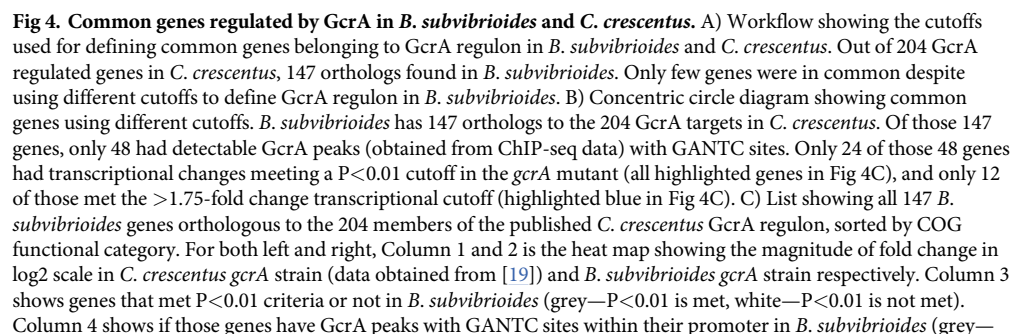 Fig 4. Common genes regulated by GcrA in B. subvibrioides and C. crescentus. A) Workflow showing the cutoffs
used for defining common genes belonging to GcrA regulon in B. subvibrioides and C. crescentus. Out of 204 GcrA
regulated genes in C. crescentus, 147 orthologs found in B. subvibrioides. Only few genes were in common despite
using different cutoffs to define GcrA regulon in B. subvibrioides. B) Concentric circle diagram showing common
genes using different cutoffs. B. subvibrioides has 147 orthologs to the 204 GcrA targets in C. crescentus. Of those 147
genes, only 48 had detectable GcrA peaks (obtained from ChIP-seq data) with GANTC sites. Only 24 of those 48 genes
had transcriptional changes meeting a P<0.01 cutoff in the gcrA mutant (all highlighted genes in Fig 4C), and only 12
of those met the >1.75-fold change transcriptional cutoff (highlighted blue in Fig 4C). C) List showing all 147 B.
subvibrioides genes orthologous to the 204 members of the published C. crescentus GcrA regulon, sorted by COG
functional category. For both left and right, Column 1 and 2 is the heat map showing the magnitude of fold change in
log2 scale in C. crescentus gcrA strain (data obtained from [19]) and B. subvibrioides gcrA strain respectively. Column 3
shows genes that met P<0.01 criteria or not in B. subvibrioides (grey—P<0.01 is met, white—P<0.01 is not met).
Column 4 shows if those genes have GcrA peaks with GANTC sites within their promoter in B. subvibrioides (grey—